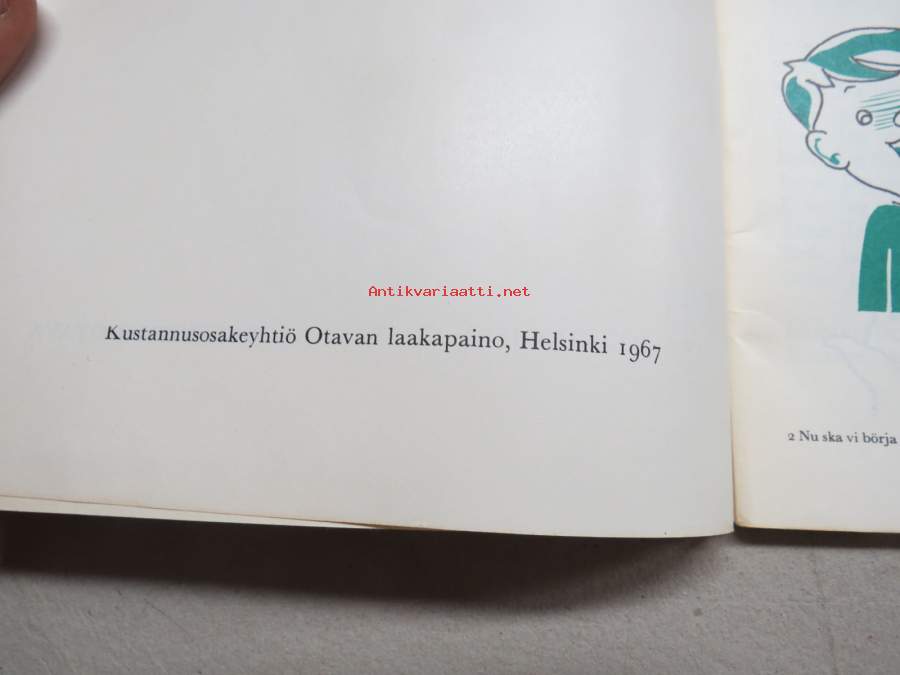 Antikvariaatti.net
Kustannusosakeyhtiö Otavan laakapaino, Helsinki 1967
2 Nu ska vi börja